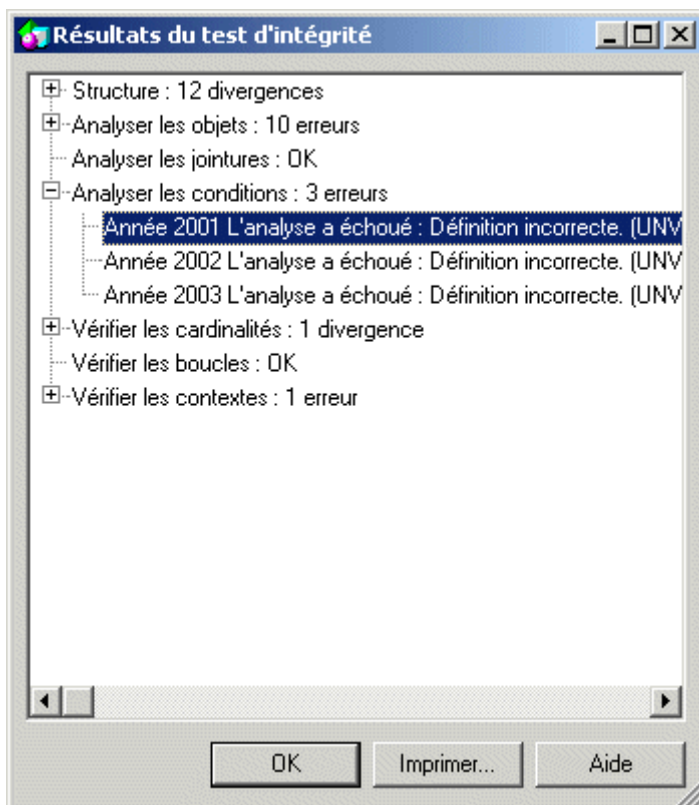 Résultats du test d'intégrité
Structure : 12 divergences
Analyser les objets : 10 erreurs
Analyser les jointures : OK
Analyser les conditions : 3 erreurs
Année 2001 L'analyse a échoué : Définition incorrecte. (UNV
Année 2002 L'analyse a échoué : Définition incorrecte. (UNV
Année 2003 L'analyse a échoué : Définition incorrecte. (UNV
Vérifier les cardinalités : 1 divergence
Vérifier les boucles : OK
Vérifier les contextes : 1 erreur
OK Imprimer... Aide